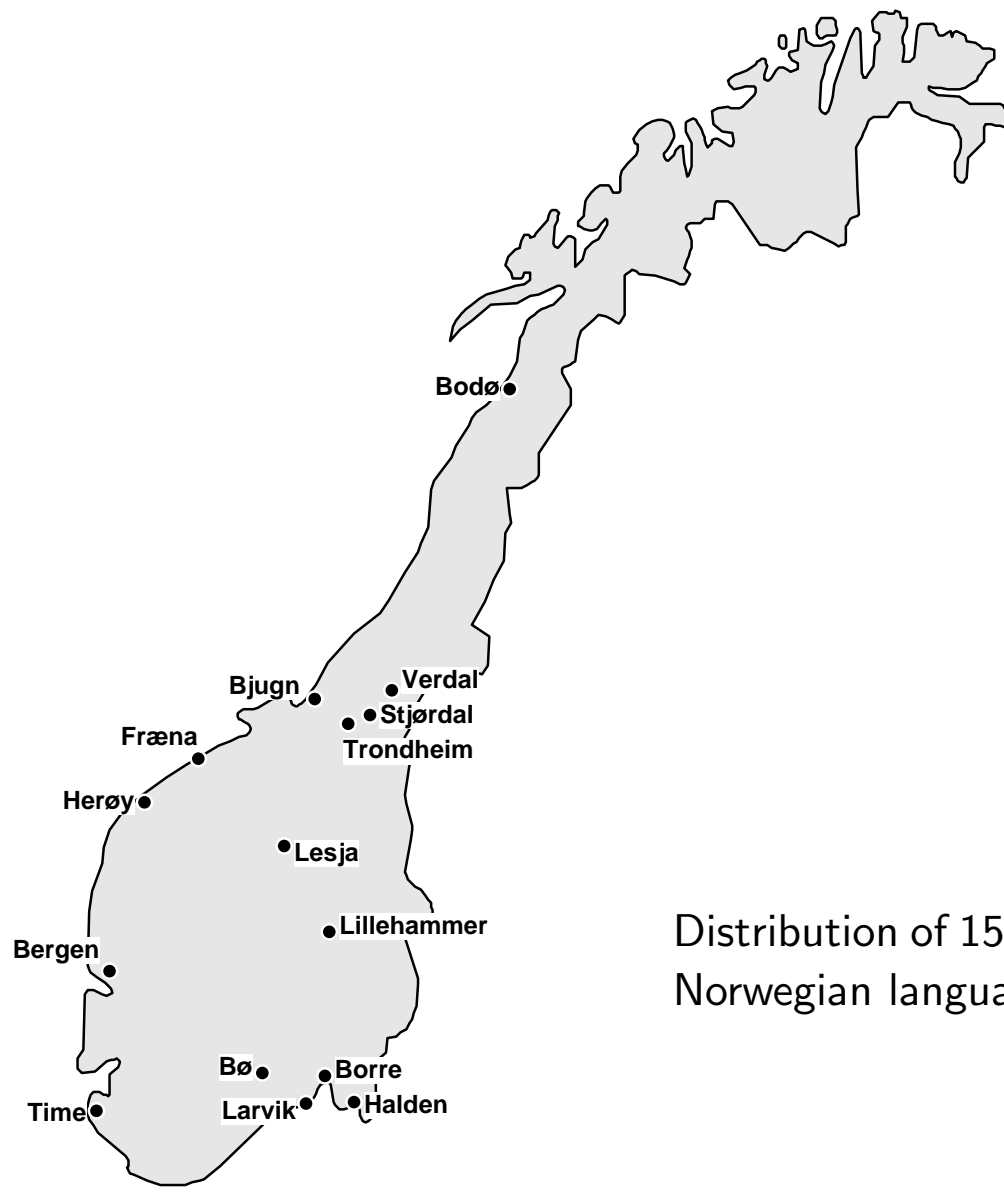 Bodø
Verdal
Bjugn
Stjørdal
Fræna
Trondheim
Herøy
Lesja
Lillehammer
Distribution of 15
Bergen
Norwegian langua
Bø
Borre
Time
Larvik
Halden